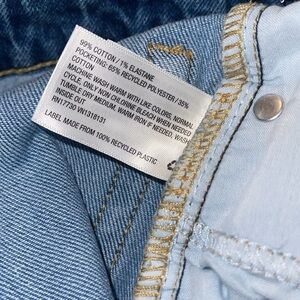 99% COTTON / 1% ELASTANE
POCKETING: 65% RECYCLED POLYESTER / 35%
COTTON
MACHINE WASH WARM WITH LIKE COLORS, NORMAL
CYCLE. ONLY NON CHLORINE BLEACH WHEN NEEDED
TUMBLE DRY MEDIUM. WARM IRON IF NEEDED. WASH
INSIDE OUT
RN17730 W1316131
LABEL MADE FROM 100% RECYCLED PLASTIC